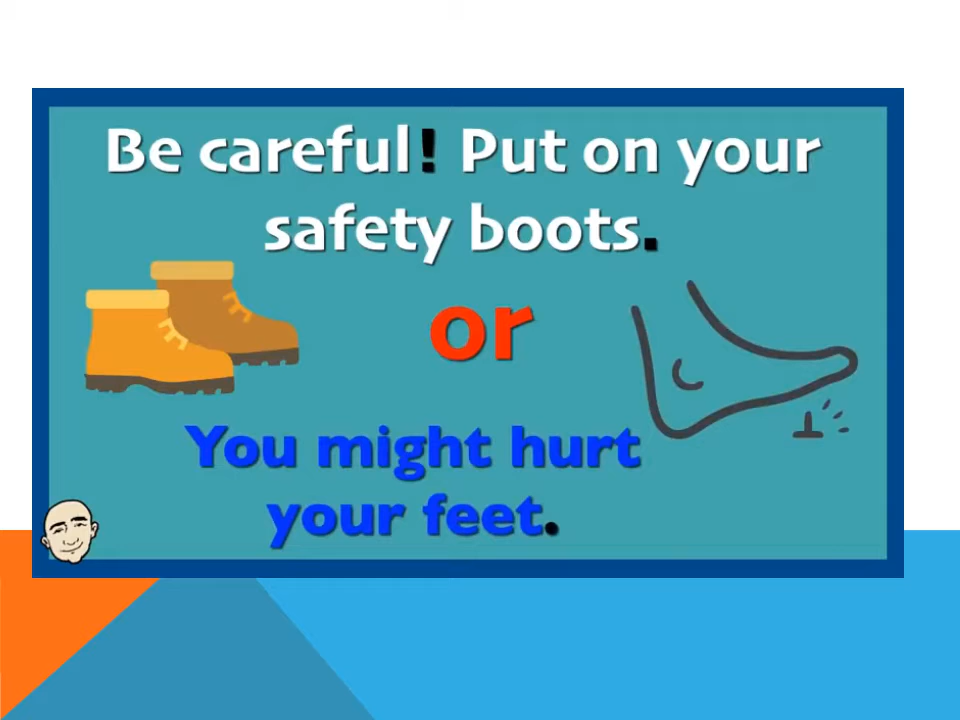 Be careful! Put on your
safety boots.
or
You might hurt
your feet.